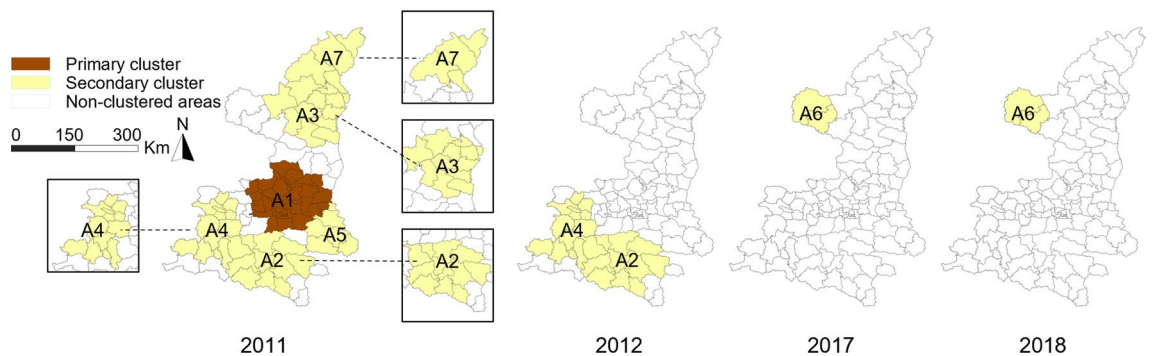 Primary cluster
Secondary cluster
Non-clustered areas
0 150 300
Km
N
A7
A7
A3
A3
A1
A4
A4
A5
A2
A2
2011
A4
A2
2012
A6
2017
A6
2018